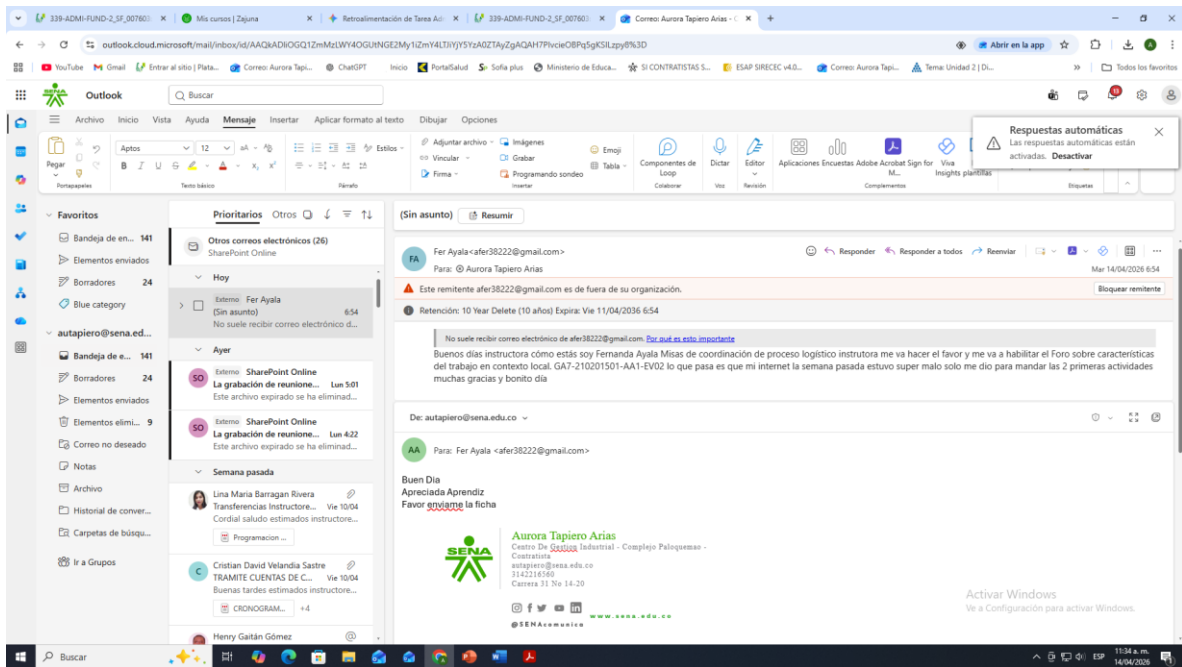 339-ADMI-FUND-2_SF_00760
Mis cursos | Zajuna
Retroalimentación de Tarea Ad
339-ADMI-FUND-2_SF_00760
Correo: Aurora Tapiero Arias - C
outlook.cloud.microsoft/mail/inbox/id/
Abrir en la app
YouTube Gmail Entrar al sitio | Plata... Correo: Aurora Tapi... ChatGPT Inicio PortalSalud Sofia plus Ministerio de Educa... SI CONTRATISTAS S... ESAP SIRECEC v4.0... Correo: Aurora Tapi... Tema: Unidad 2 | Di... » Todos los favoritos
Outlook
Buscar
13
Archivo Inicio Vista Ayuda Mensaje Insertar Aplicar formato al texto Dibujar Opciones
Respuestas automáticas
Las respuestas automáticas están
activadas. Desactivar
Pegar
Aptos 12
Estilos
Adjuntar archivo
Vincular
Firma
Imágenes
Grabar
Programando sondeo
Emoji
Tabla
Componentes de
Loop
Dictar
Editor
Aplicaciones
Encuestas
Adobe Acrobat Sign for
M...
Viva
Insights
plantillas
Portapapeles Texto básico Párrafo Insertar Colaborar Voz Revisión Complementos Etiquetas
Favoritos
Bandeja de en... 141
Elementos enviados
Borradores 24
Blue category
autapiero@sena.ed...
Bandeja de e... 141
Borradores 24
Elementos enviados
Elementos elimi... 9
Correo no deseado
Notas
Archivo
Historial de conver...
Carpetas de búsqu...
Ir a Grupos
Prioritarios Otros
Otros correos electrónicos (26)
SharePoint Online
Hoy
Externo Fer Ayala
(Sin asunto) 6:54
No suele recibir correo electrónico d...
Ayer
SO
Externo SharePoint Online
La grabación de reunione... Lun 5:01
Este archivo expirado se ha eliminad...
SO
Externo SharePoint Online
La grabación de reunione... Lun 4:22
Este archivo expirado se ha eliminad...
Semana pasada
Lina Maria Barragan Rivera
Transferencias Instructore... Vie 10/04
Cordial saludo estimados instructore...
Programacion ...
C
Cristian David Velandia Sastre
TRAMITE CUENTAS DE C... Vie 10/04
Buenas tardes estimados instructore...
CRONOGRAM... +4
Henry Gaitán Gómez
(Sin asunto) Resumir
FA
Fer Ayala<afer38222@gmail.com>
Para: Aurora Tapiero Arias
Responder Responder a todos Reenviar
Mar 14/04/2026 6:54
Este remitente afer38222@gmail.com es de fuera de su organización.
Bloquear remitente
Retención: 10 Year Delete (10 años) Expira: Vie 11/04/2036 6:54
No suele recibir correo electrónico de afer38222@gmail.com. Por qué es esto importante
Buenos días instructora cómo estás soy Fernanda Ayala Misas de coordinación de proceso logístico instrutora me va hacer el favor y me va a habilitar el Foro sobre características
del trabajo en contexto local. GA7-210201501-AA1-EV02 lo que pasa es que mi internet la semana pasada estuvo super malo solo me dio para mandar las 2 primeras actividades
muchas gracias y bonito día
De: autapiero@sena.edu.co
AA
Para: Fer Ayala <afer38222@gmail.com>
Buen Dia
Apreciada Aprendiz
Favor enviame la ficha
SENA
Aurora Tapiero Arias
Centro De Gestion Industrial - Complejo Paloquemao -
Contratista
autapiero@sena.edu.co
3142216560
Carrera 31 No 14-20
@SENAcomunica
www.sena.edu.co
Activar Windows
Ve a Configuración para activar Windows.
Buscar
ESP
11:34 a. m.
14/04/2026